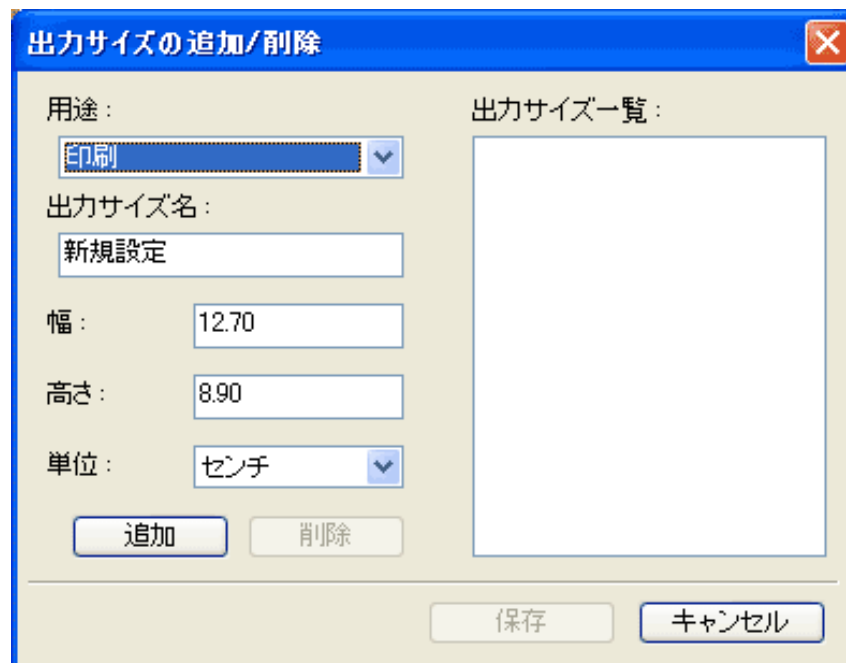 出力サイズの追加/削除
用途：
印刷
出力サイズ名：
新規設定
幅： 12.70
高さ： 8.90
単位： センチ
追加 削除
出力サイズ一覧：
保存 キャンセル